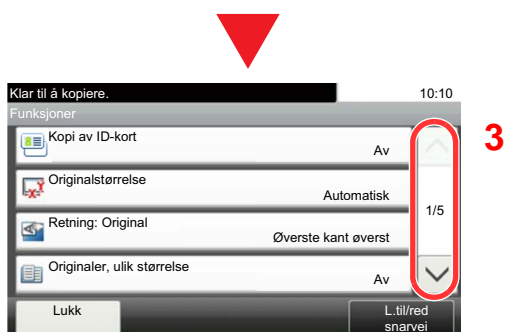 Klar til å kopiere.
10:10
Funksjoner
Kopi av ID-kort
Av
3
Originalstørrelse
Automatisk
1/5
Retning: Original
Øverste kant øverst
Originaler, ulik størrelse
Av
Lukk
L.til/red
snarvei